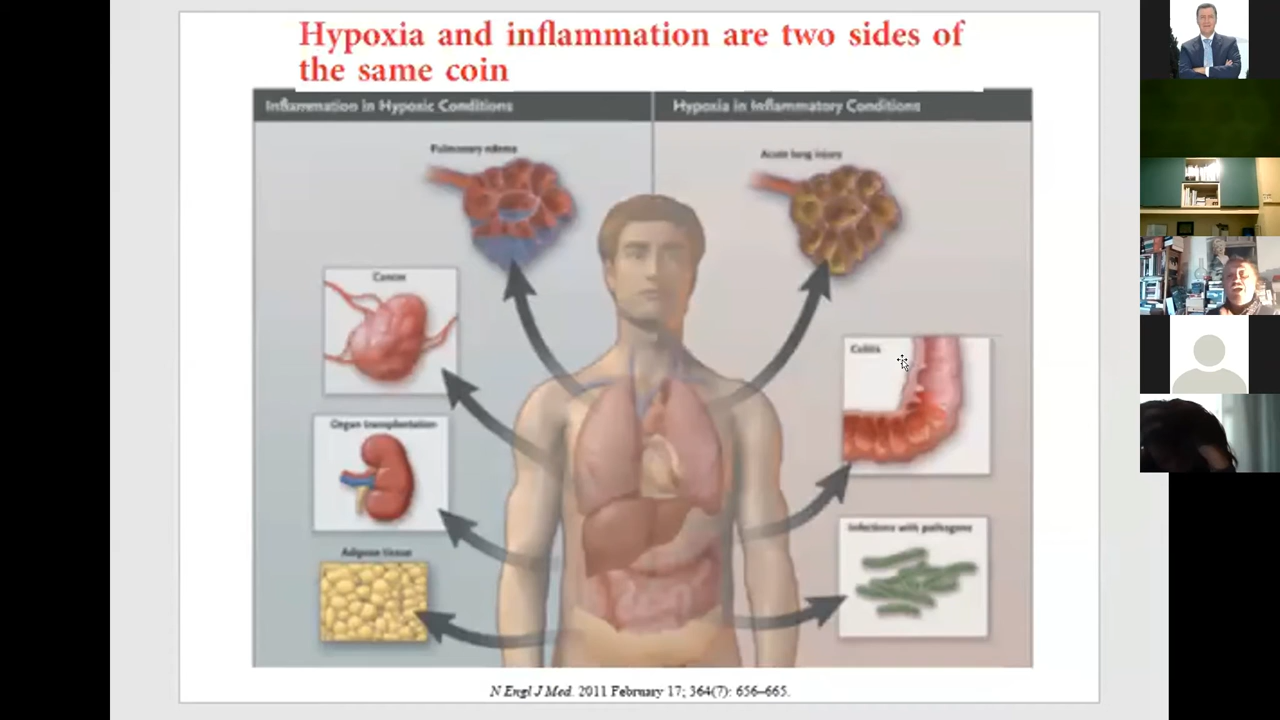 Hypoxia and inflammation are two sides of
the same coin
Inflammation in Hypoxic Conditions
Hypoxia in Inflammatory Conditions
Pulmonary edema
Acute lung injury
Cancer
Colitis
Organ transplantation
Infections with pathogens
Adipose tissue
N Engl J Med. 2011 February 17; 364(7): 656–665.